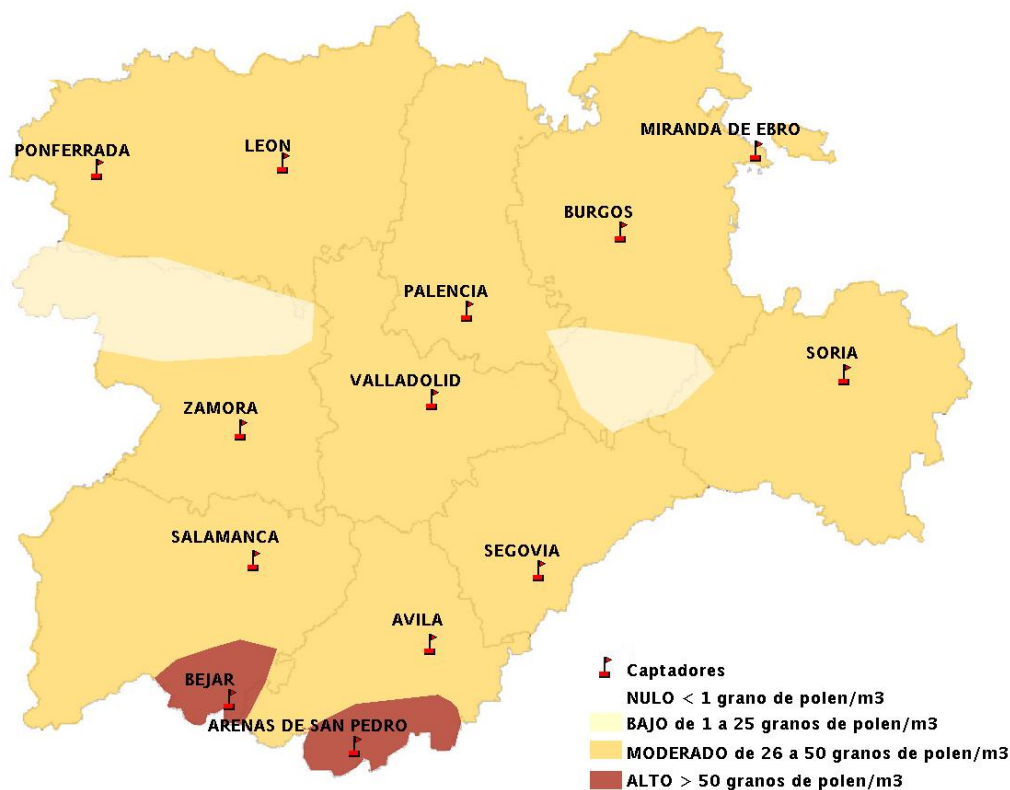 MIRANDA DE EBRO
PONFERRADA
LEON
BURGOS
PALENCIA
SORIA
VALLADOLID
ZAMORA
SALAMANCA
SEGOVIA
AVILA
BEJAR
ARENAS DE SAN PEDRO
Captadores
NULO < 1 grano de polen/m3
BAJO de 1 a 25 granos de polen/m3
MODERADO de 26 a 50 granos de polen/m3
ALTO > 50 granos de polen/m3